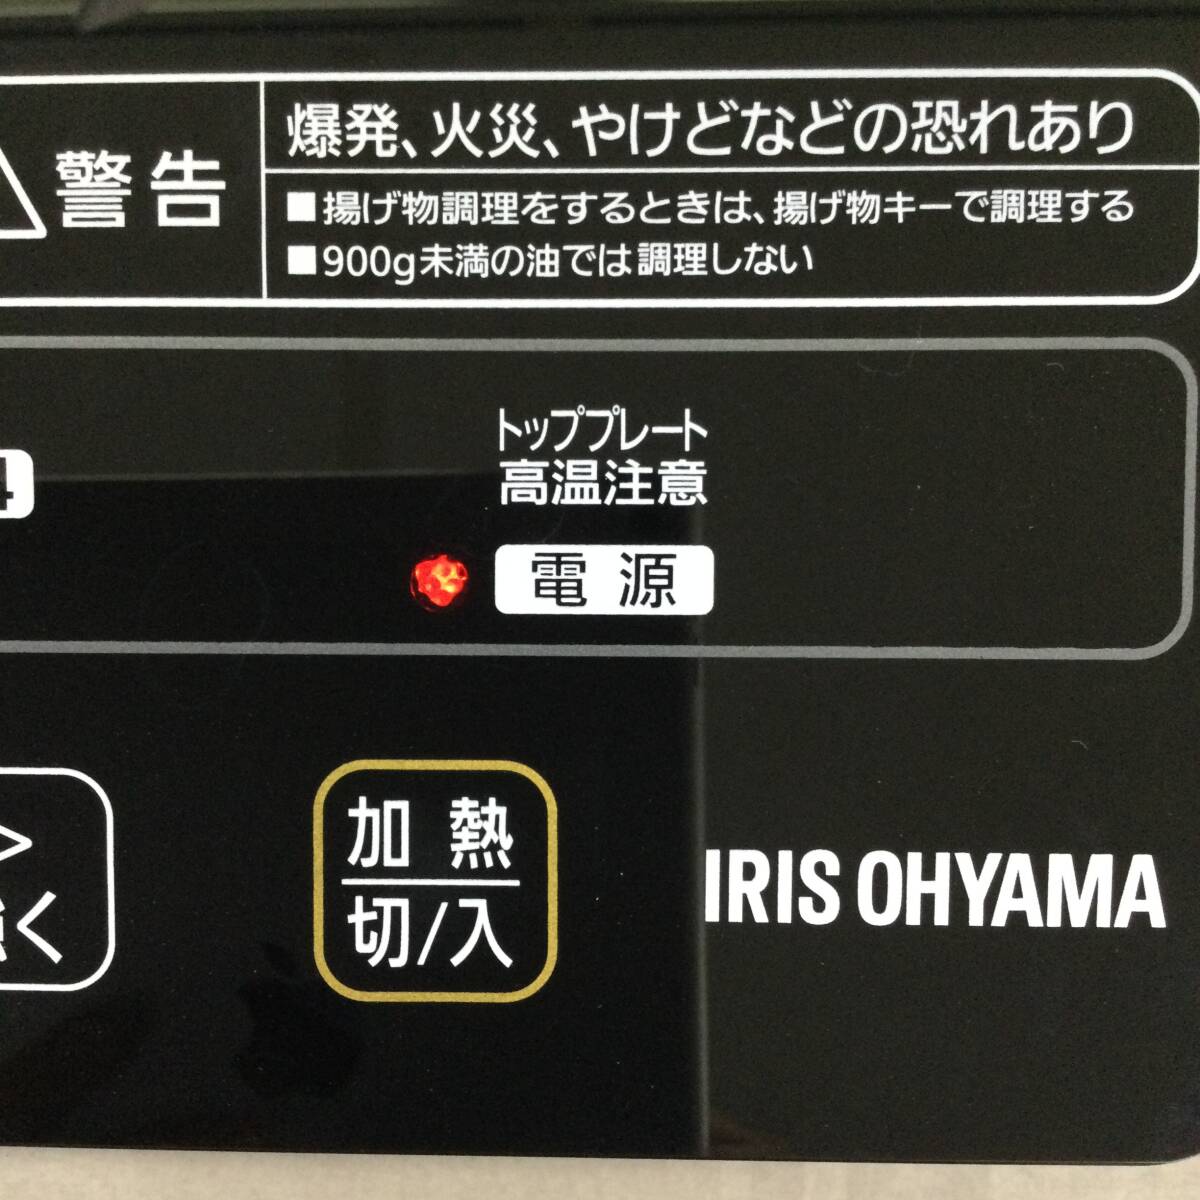 警告
爆発、火災、やけどなどの恐れあり
■揚げ物調理をするときは、揚げ物キーで調理する
■900g未満の油では調理しない
トッププレート
高温注意
4
電源
加熱
切/入
強く
IRIS OHYAMA